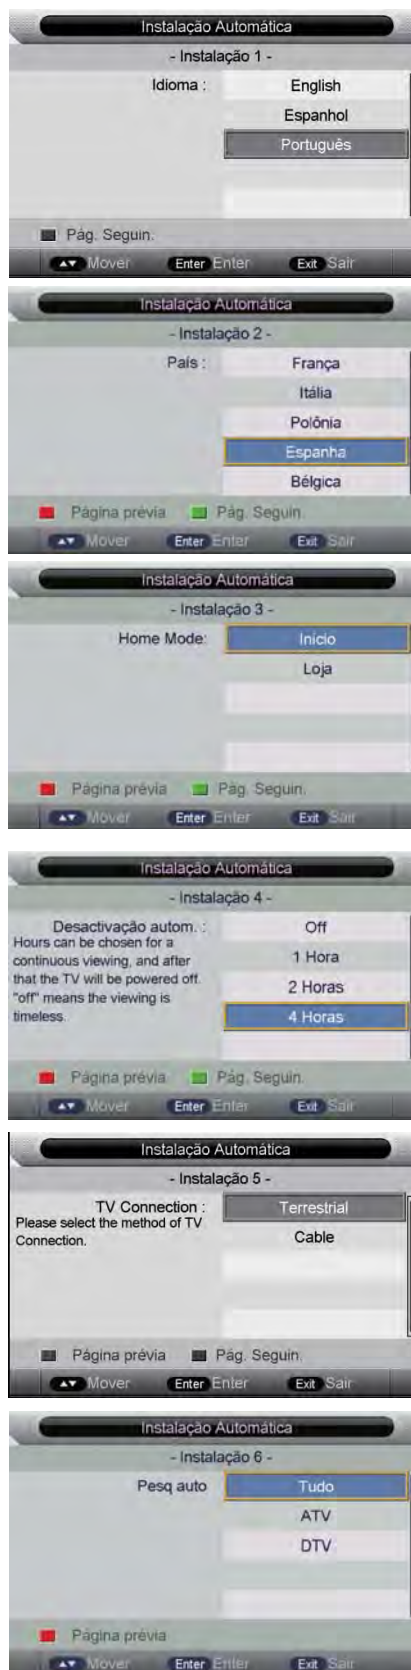 Instalação Automática
- Instalação 1 -
Idioma : English
Espanhol
Português
Pág. Seguin.
Mover Enter Enter Exit Sair
Instalação Automática
- Instalação 2 -
País : França
Itália
Polônia
Espanha
Bélgica
Página prévia Pág. Seguin.
Mover Enter Enter Exit Sair
Instalação Automática
- Instalação 3 -
Home Mode: Início
Loja
Página prévia Pág. Seguin.
Mover Enter Enter Exit Sair
Instalação Automática
- Instalação 4 -
Desactivação autom. : Off
Hours can be chosen for a
continuous viewing, and after 1 Hora
that the TV will be powered off. 2 Horas
"off" means the viewing is
timeless. 4 Horas
Página prévia Pág. Seguin.
Mover Enter Enter Exit Sair
Instalação Automática
- Instalação 5 -
TV Connection : Terrestrial
Please select the method of TV
Connection. Cable
Página prévia Pág. Seguin.
Mover Enter Enter Exit Sair
Instalação Automática
- Instalação 6 -
Pesq auto Tudo
ATV
DTV
Página prévia
Mover Enter Enter Exit Sair